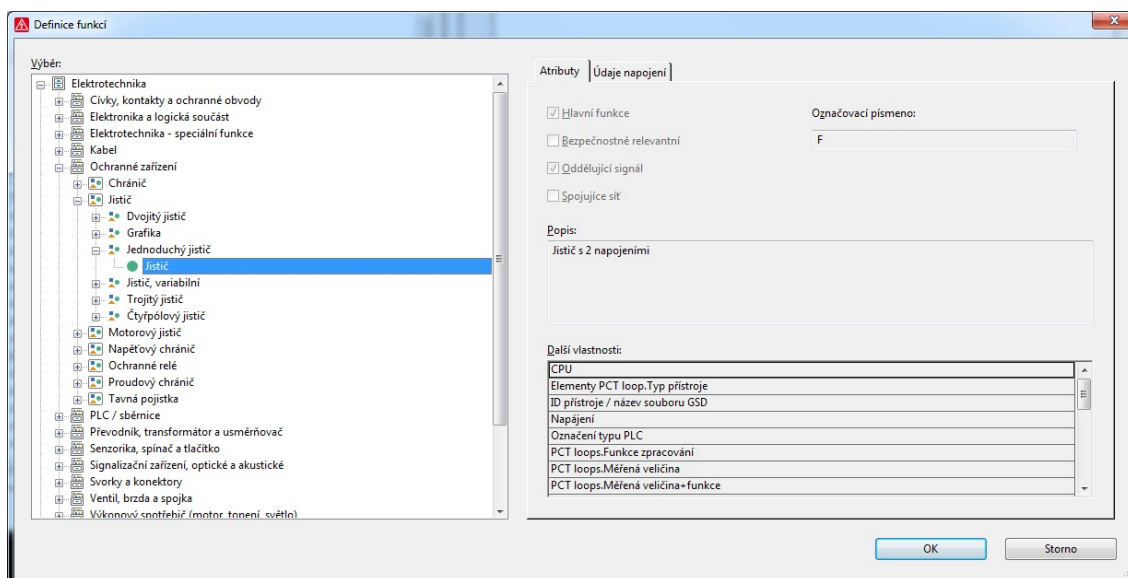 Definice funkcí
Výběr:
Elektrotechnika
Cívky, kontakty a ochranné obvody
Elektronika a logická součást
Elektrotechnika - speciální funkce
Kabel
Ochranné zařízení
Chránič
Jistič
Dvojitý jistič
Grafika
Jednoduchý jistič
Jistič
Jistič, variabilní
Trojitý jistič
Čtyřpólový jistič
Motorový jistič
Napěťový chránič
Ochranné relé
Proudový chránič
Tavná pojistka
PLC / sběrnice
Převodník, transformátor a usměrňovač
Senzorika, spínač a tlačítko
Signalizační zařízení, optické a akustické
Svorky a konektory
Ventil, brzda a spojka
Výkonový spotřebič (motor, topení, světlo)
Atributy
Údaje napojení
Hlavní funkce
Označovací písmeno:
Bezpečnostně relevantní
F
Oddělující signál
Spojujíce síť
Popis:
Jistič s 2 napojeními
Další vlastnosti:
CPU
Elementy PCT loop.Typ přístroje
ID přístroje / název souboru GSD
Napájení
Označení typu PLC
PCT loops.Funkce zpracování
PCT loops.Měřená veličina
PCT loops.Měřená veličina+funkce
OK
Storno